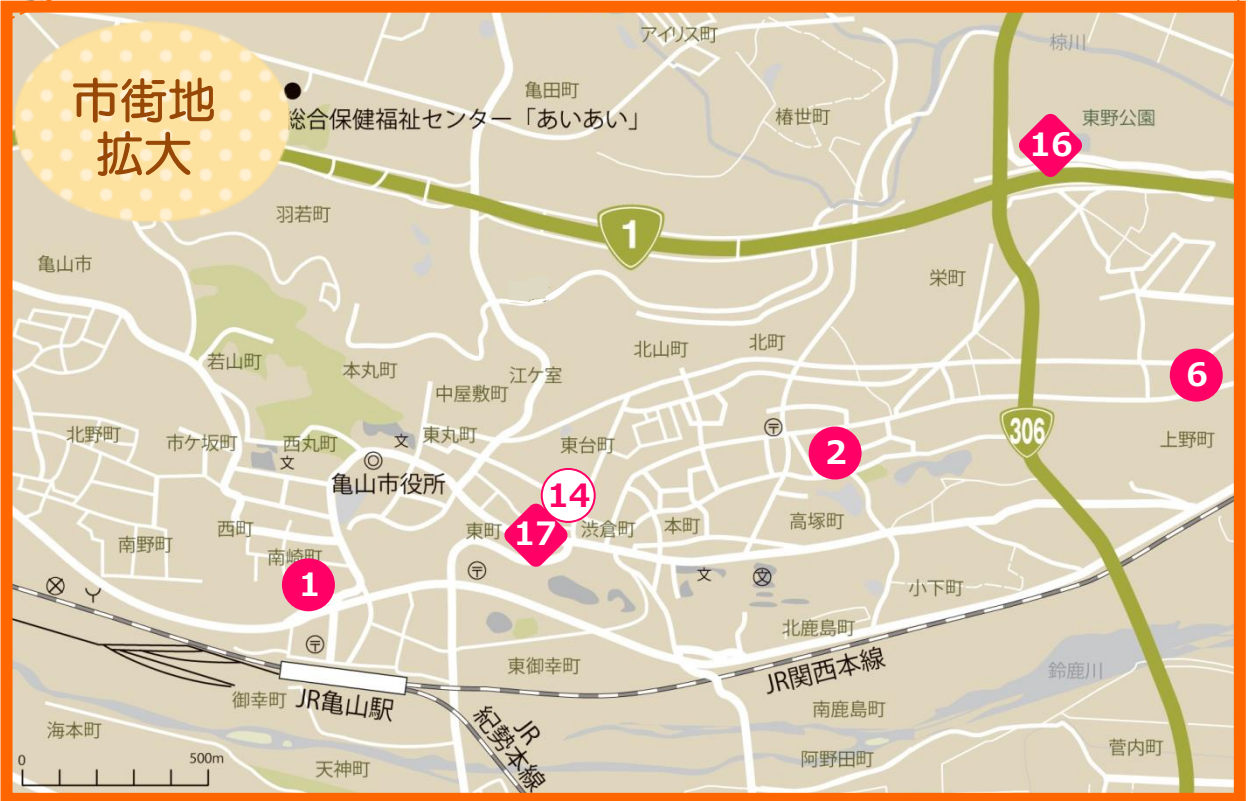 市街地
拡大
アイリス町
椋川
亀田町
総合保健福祉センター「あいあい」
椿世町
東野公園
16
羽若町
1
亀山市
栄町
北町
北山町
若山町
本丸町
江ケ室
中屋敷町
6
北野町
市ケ坂町
西丸町
文
文
東丸町
東台町
〒
2
306
上野町
亀山市役所
14
西町
南野町
東町
17
渋倉町
本町
高塚町
南崎町
1
〒
文
文
小下町
〒
北鹿島町
東御幸町
JR関西本線
鈴鹿川
御幸町
JR亀山駅
JR
紀勢本線
南鹿島町
海本町
天神町
阿野田町
菅内町
0
500m